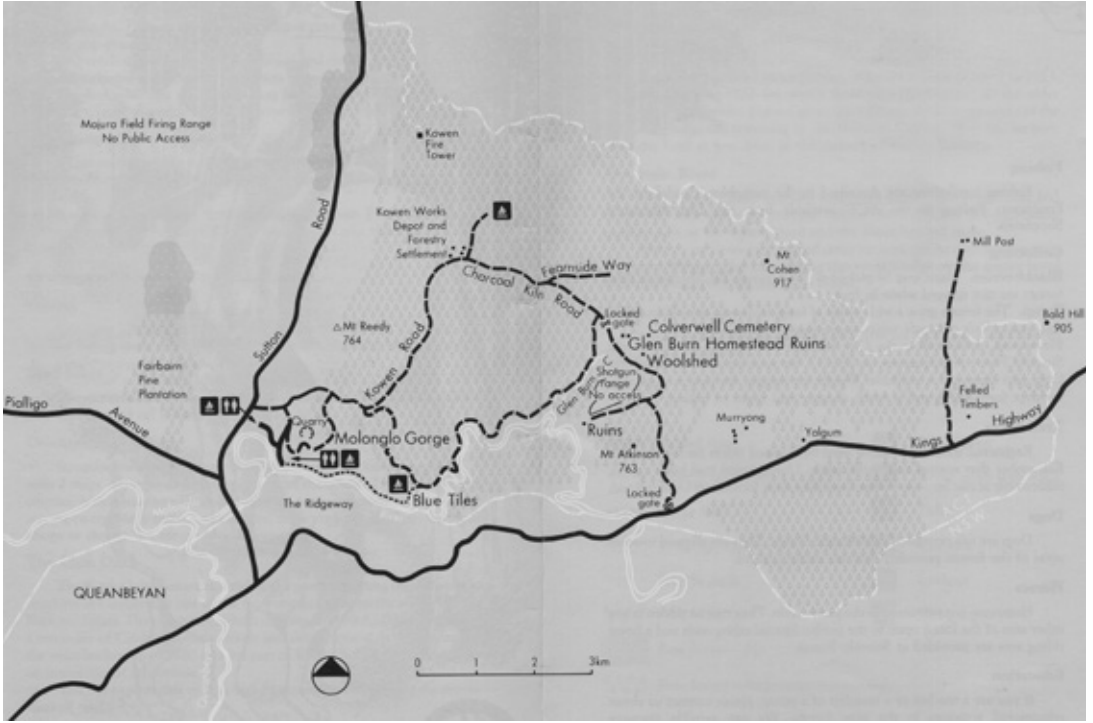 Majura Field Firing Range
No Public Access
Kowen
Fire
Tower
Road
Kowen Works
Depot and
Forestry
Settlement
Fearnside Way
Mill Post
Mt
Cohen
917
Charcoal Kiln Road
Locked
gate
Colverwell Cemetery
Glen Burn Homestead Ruins
Woolshed
Bald Hill
905
Mt Reedy
764
Sutton
Kowen Road
Fairbairn
Pine
Plantation
Shotgun
range
No access
Glen Burn C
Pialligo Avenue
Quarry
Molonglo Gorge
Ruins
Murryong
Yalgum
Felled
Timbers
Kings Highway
Mt Atkinson
763
The Ridgeway
Blue Tiles
Locked
gate
QUEANBEYAN
0 1 2 3km